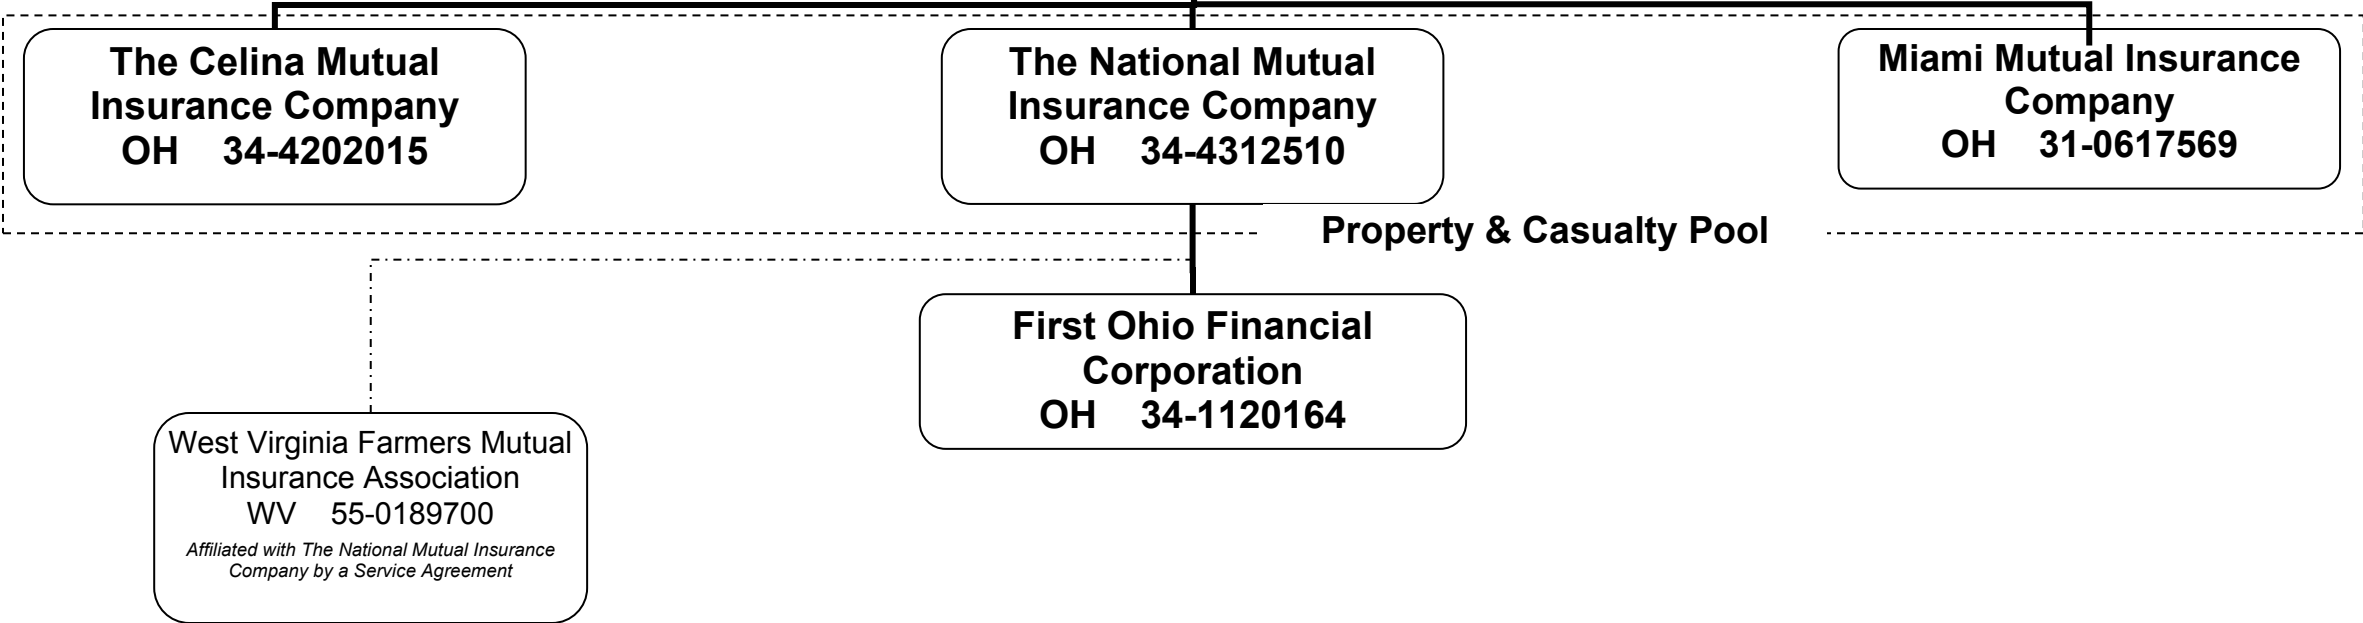 The Celina Mutual
Insurance Company
OH 34-4202015
The National Mutual
Insurance Company
OH 34-4312510
Miami Mutual Insurance
Company
OH 31-0617569
Property & Casualty Pool
First Ohio Financial
Corporation
OH 34-1120164
West Virginia Farmers Mutual
Insurance Association
WV 55-0189700
Affiliated with The National Mutual Insurance
Company by a Service Agreement